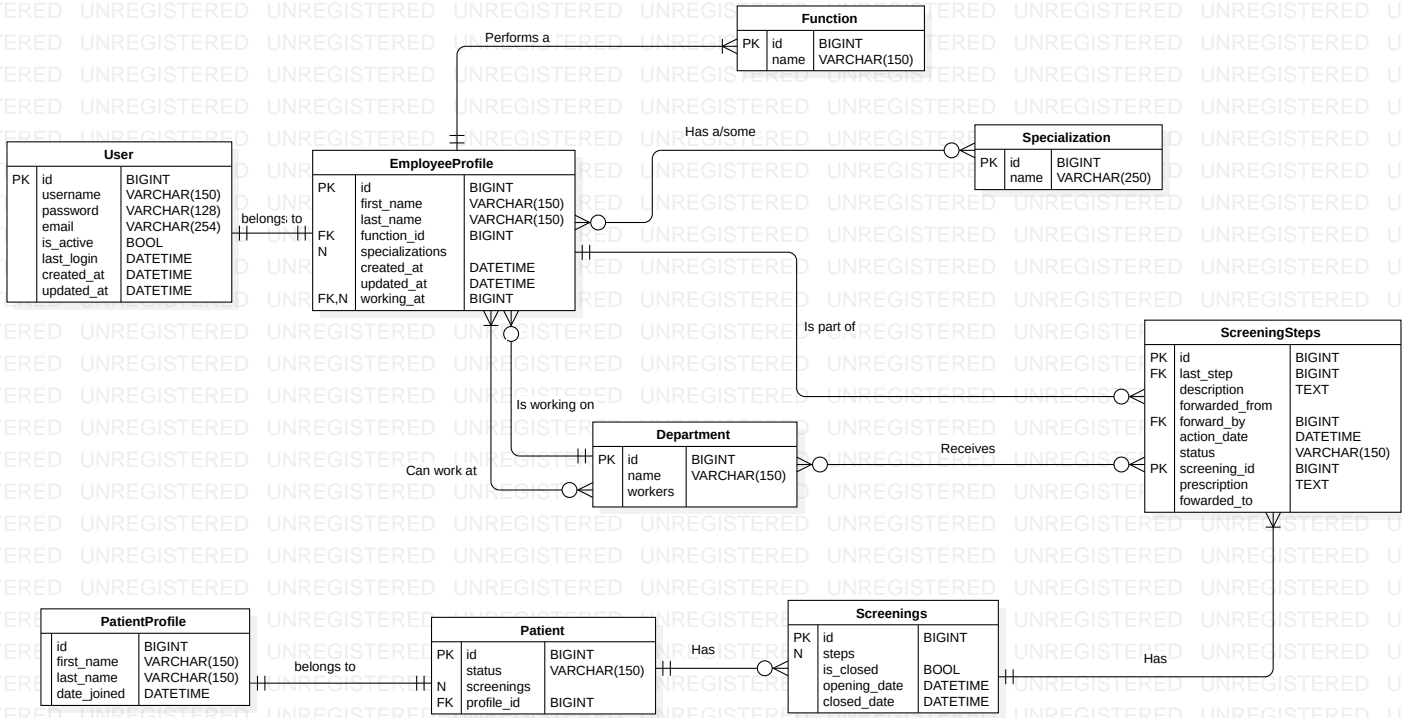 Function
PK id BIGINT
name VARCHAR(150)
Performs a
Has a/some
Specialization
PK id BIGINT
name VARCHAR(250)
User
PK id BIGINT
username VARCHAR(150)
password VARCHAR(128)
email VARCHAR(254)
is_active BOOL
last_login DATETIME
created_at DATETIME
updated_at DATETIME
belongs to
EmployeeProfile
PK id BIGINT
first_name VARCHAR(150)
last_name VARCHAR(150)
FK function_id BIGINT
N specializations
created_at DATETIME
updated_at DATETIME
FK,N working_at BIGINT
Is part of
ScreeningSteps
PK id BIGINT
FK last_step BIGINT
description TEXT
forwarded_from
FK forward_by BIGINT
action_date DATETIME
status VARCHAR(150)
PK screening_id BIGINT
prescription TEXT
fowarded_to
Is working on
Can work at
Department
PK id BIGINT
name VARCHAR(150)
workers
Receives
PatientProfile
id BIGINT
first_name VARCHAR(150)
last_name VARCHAR(150)
date_joined DATETIME
belongs to
Patient
PK id BIGINT
status VARCHAR(150)
N screenings
FK profile_id BIGINT
Has
Screenings
PK id BIGINT
N steps
is_closed BOOL
opening_date DATETIME
closed_date DATETIME
Has
UNREGISTERED